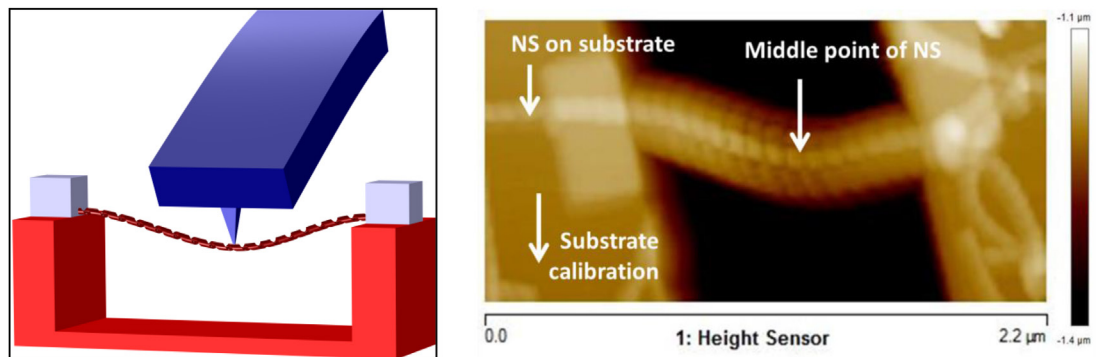 NS on substrate
Middle point of NS
Substrate
calibration
-1.1 µm
-1.4 µm
0.0
1: Height Sensor
2.2 µm